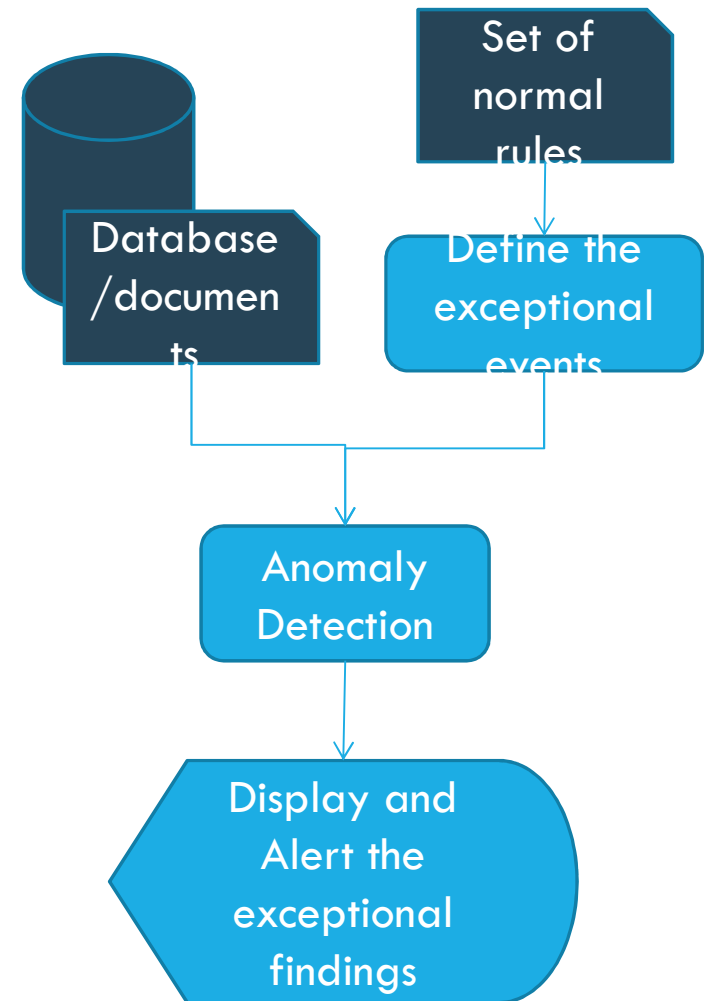 Set of
normal
rules
Database
/documen
ts
Define the
exceptional
events
Anomaly
Detection
Display and
Alert the
exceptional
findings